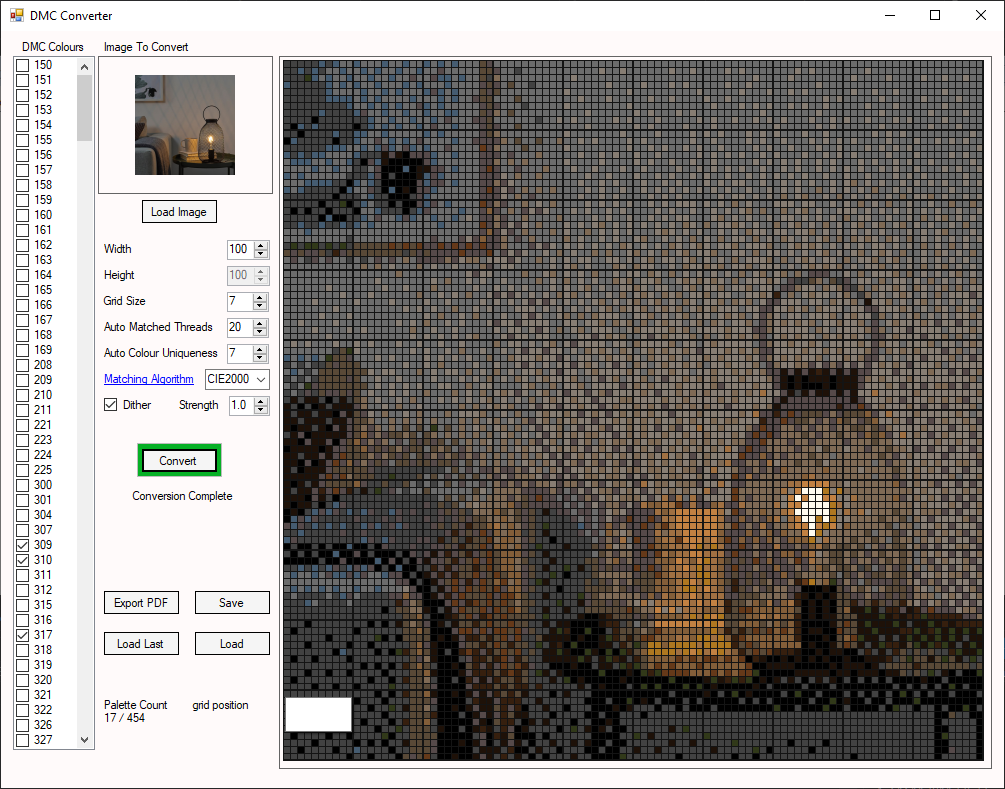 DMC Converter
DMC Colours
150
151
152
153
154
155
156
157
158
159
160
161
162
163
164
165
166
167
168
169
208
209
210
211
221
223
224
225
300
301
304
307
309
310
311
312
315
316
317
318
319
320
321
322
326
327
Image To Convert
Load Image
Width 100
Height 100
Grid Size 7
Auto Matched Threads 20
Auto Colour Uniqueness 7
Matching Algorithm CIE2000
Dither Strength 1.0
Convert
Conversion Complete
Export PDF Save
Load Last Load
Palette Count grid position
17 / 454